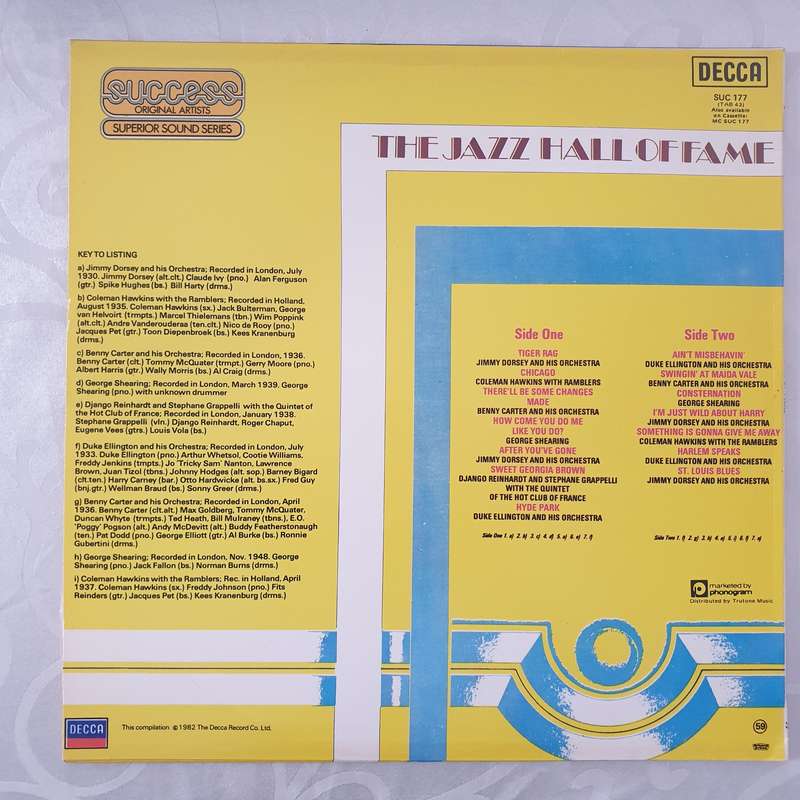 success
ORIGINAL ARTISTS
SUPERIOR SOUND SERIES
DECCA
SUC 177
Also available
on Cassette:
MC SUC 177
THE JAZZ HALL OF FAME
KEY TO LISTING
a) Jimmy Dorsey and his Orchestra; Recorded in London, July
1930. Jimmy Dorsey (alt.clt.) Claude Ivy (pno.) Alan Ferguson
(gtr.) Spike Hughes (bs.) Bill Harty (drms.)
b) Coleman Hawkins with the Ramblers; Recorded in Holland,
August 1935. Coleman Hawkins (sx.) Jack Bulterman, George
van Helvoirt (trmpts.) Marcel Thielemans (tbn.) Wim Poppink
(alt.clt.) Andre Vanderouderaa (ten.clt.) Nico de Rooy (pno.)
Jacques Pet (gtr.) Toon Diepenbroek (bs.) Kees Kranenburg
(drms.)
c) Benny Carter and his Orchestra; Recorded in London, 1936.
Benny Carter (clt.) Tommy McQuater (trmpt.) Gerry Moore (pno.)
Albert Harris (gtr.) Wally Morris (bs.) Al Craig (drms.)
d) George Shearing; Recorded in London, March 1939. George
Shearing (pno.) with unknown drummer
e) Django Reinhardt and Stephane Grappelli with the Quintet of
the Hot Club of France; Recorded in London, January 1938.
Stephane Grappelli (vln.) Django Reinhardt, Roger Chaput,
Eugene Vees (gtrs.) Louis Vola (bs.)
f) Duke Ellington and his Orchestra; Recorded in London, July
1933. Duke Ellington (pno.) Arthur Whetsol, Cootie Williams,
Freddy Jenkins (trmpts.) Jo 'Tricky Sam' Nanton, Lawrence
Brown, Juan Tizol (tbns.) Johnny Hodges (alt. sop.) Barney Bigard
(clt.ten.) Harry Carney (bar.) Otto Hardwicke (alt. bs.sx.) Fred Guy
(bnj.gtr.) Wellman Braud (bs.) Sonny Greer (drms.)
g) Benny Carter and his Orchestra; Recorded in London, April
1936. Benny Carter (clt.alt.) Max Goldberg, Tommy McQuater,
Duncan Whyte (trmpts.) Ted Heath, Bill Mulraney (tbns.), E.O.
'Poggy' Pogson (alt.) Andy McDevitt (alt.) Buddy Featherstonaugh
(ten.) Pat Dodd (pno.) George Elliott (gtr.) Al Burke (bs.) Ronnie
Gubertini (drms.)
h) George Shearing; Recorded in London, Nov. 1948. George
Shearing (pno.) Jack Fallon (bs.) Norman Burns (drms.)
i) Coleman Hawkins with the Ramblers; Rec. in Holland, April
1937. Coleman Hawkins (sx.) Freddy Johnson (pno.) Fits
Reinders (gtr.) Jacques Pet (bs.) Kees Kranenburg (drms.)
Side One
TIGER RAG
JIMMY DORSEY AND HIS ORCHESTRA
CHICAGO
COLEMAN HAWKINS WITH RAMBLERS
THERE'LL BE SOME CHANGES
MADE
BENNY CARTER AND HIS ORCHESTRA
HOW COME YOU DO ME
LIKE YOU DO?
GEORGE SHEARING
AFTER YOU'VE GONE
JIMMY DORSEY AND HIS ORCHESTRA
SWEET GEORGIA BROWN
DJANGO REINHARDT AND STEPHANE GRAPPELLI
WITH THE QUINTET
OF THE HOT CLUB OF FRANCE
HYDE PARK
DUKE ELLINGTON AND HIS ORCHESTRA
Side One 1. a) 2. b) 3. c) 4. d) 5. a) 6. e) 7. f)
Side Two
AIN'T MISBEHAVIN'
DUKE ELLINGTON AND HIS ORCHESTRA
SWINGIN' AT MAIDA VALE
BENNY CARTER AND HIS ORCHESTRA
CONSTERNATION
GEORGE SHEARING
I'M JUST WILD ABOUT HARRY
JIMMY DORSEY AND HIS ORCHESTRA
SOMETHING IS GONNA GIVE ME AWAY
COLEMAN HAWKINS WITH THE RAMBLERS
HARLEM SPEAKS
DUKE ELLINGTON AND HIS ORCHESTRA
ST. LOUIS BLUES
JIMMY DORSEY AND HIS ORCHESTRA
Side Two 1. f) 2. g) 3. h) 4. a) 5. i) 6. f) 7. a)
marketed by
phonogram
Distributed by Trutone Music
DECCA
This compilation ℗1982 The Decca Record Co. Ltd.
59